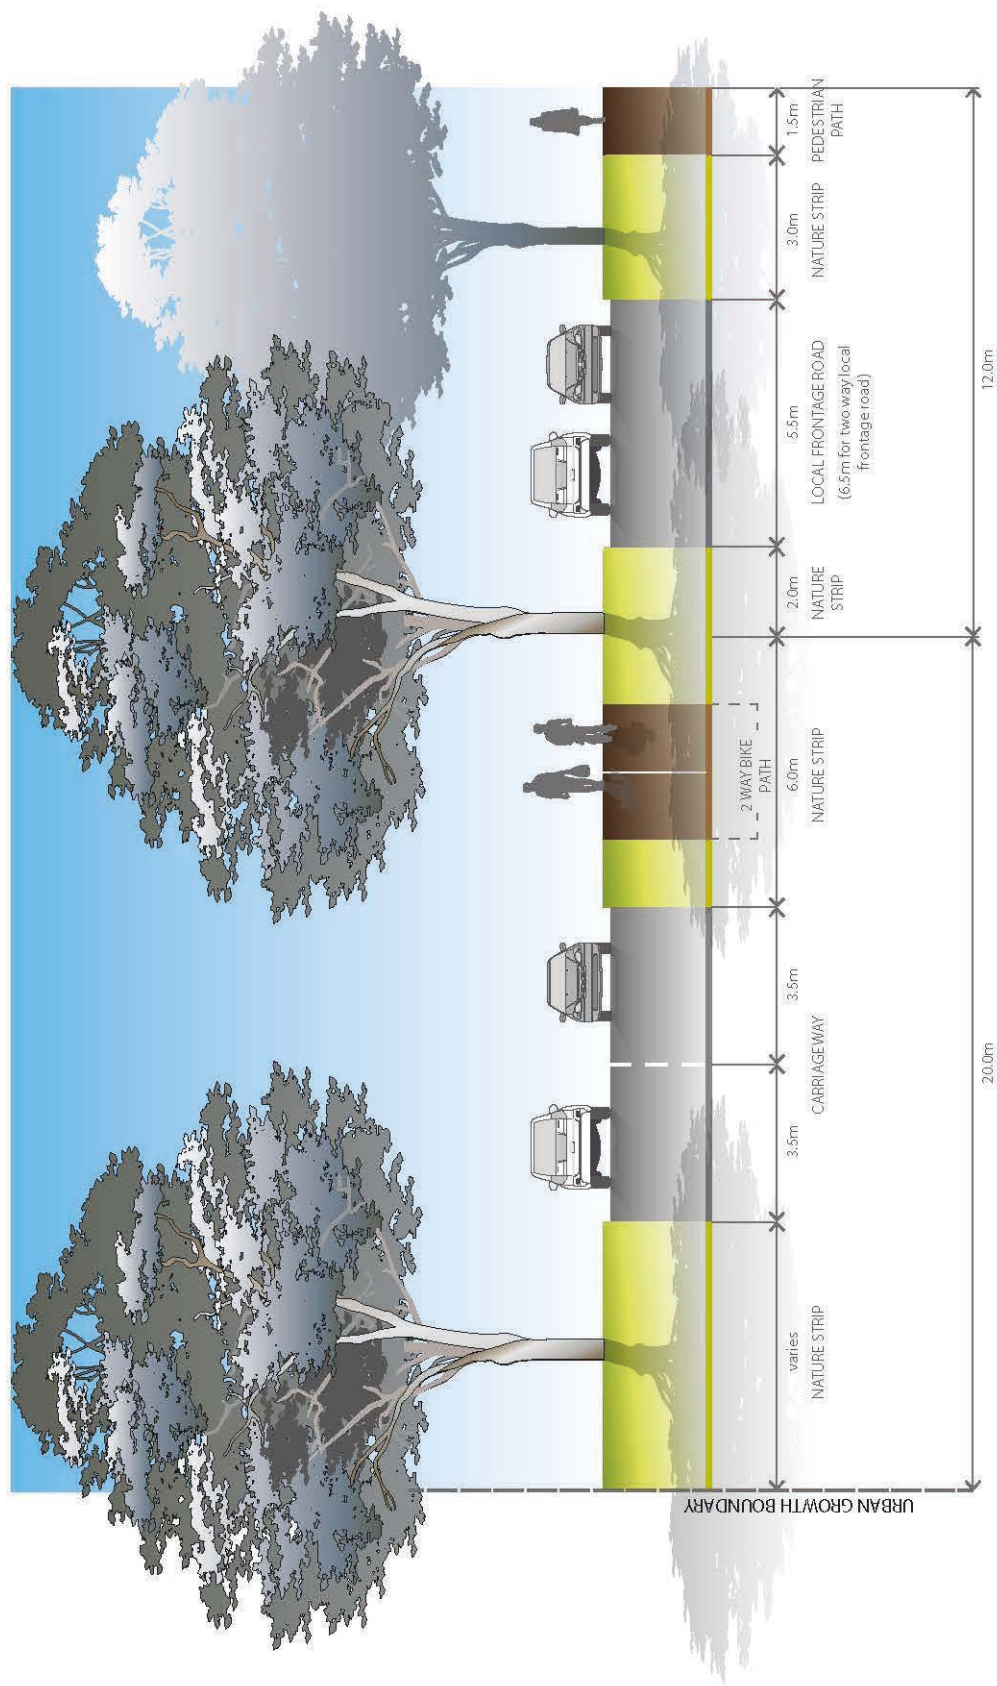 URBAN GROWTH BOUNDARY
2 WAY BIKE
PATH
varies
3.5m
3.5m
6.0m
2.0m
5.5m
3.0m
1.5m
NATURE STRIP
CARRIAGEWAY
NATURE STRIP
NATURE
STRIP
LOCAL FRONTAGE ROAD
(6.5m for two way local
frontage road)
NATURE STRIP
PEDESTRIAN
PATH
20.0m
12.0m